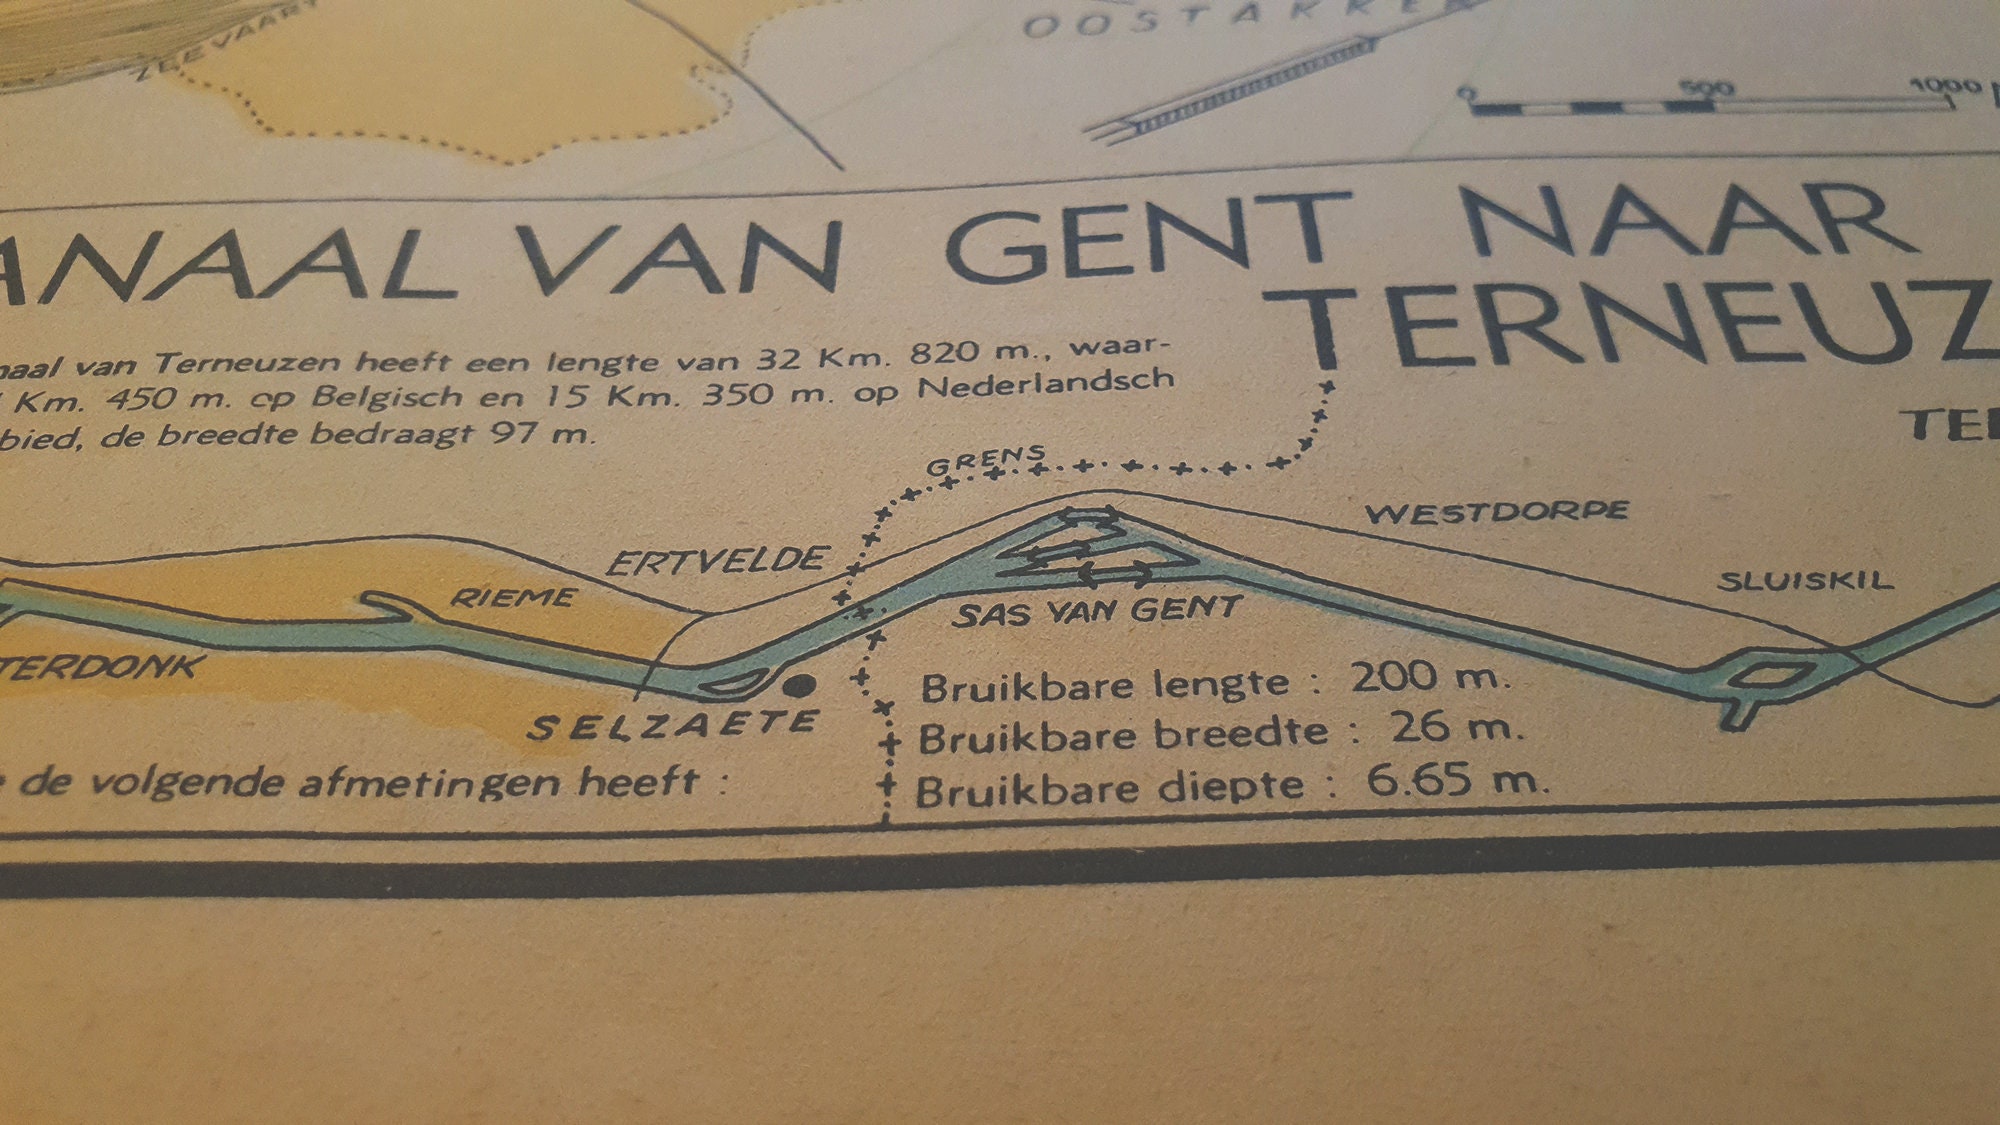 ZEEVAART
OOSTAKKER
0 500 1000
ANAAL VAN GENT NAAR
TERNEUZ
naal van Terneuzen heeft een lengte van 32 Km. 820 m., waar-
Km. 450 m. op Belgisch en 15 Km. 350 m. op Nederlandsch
bied, de breedte bedraagt 97 m.
TE
GRENS
WESTDORPE
ERTVELDE
SLUISKIL
RIEME
SAS VAN GENT
TERDONK
SELZAETE
Bruikbare lengte : 200 m.
Bruikbare breedte : 26 m.
de volgende afmetingen heeft :
Bruikbare diepte : 6.65 m.